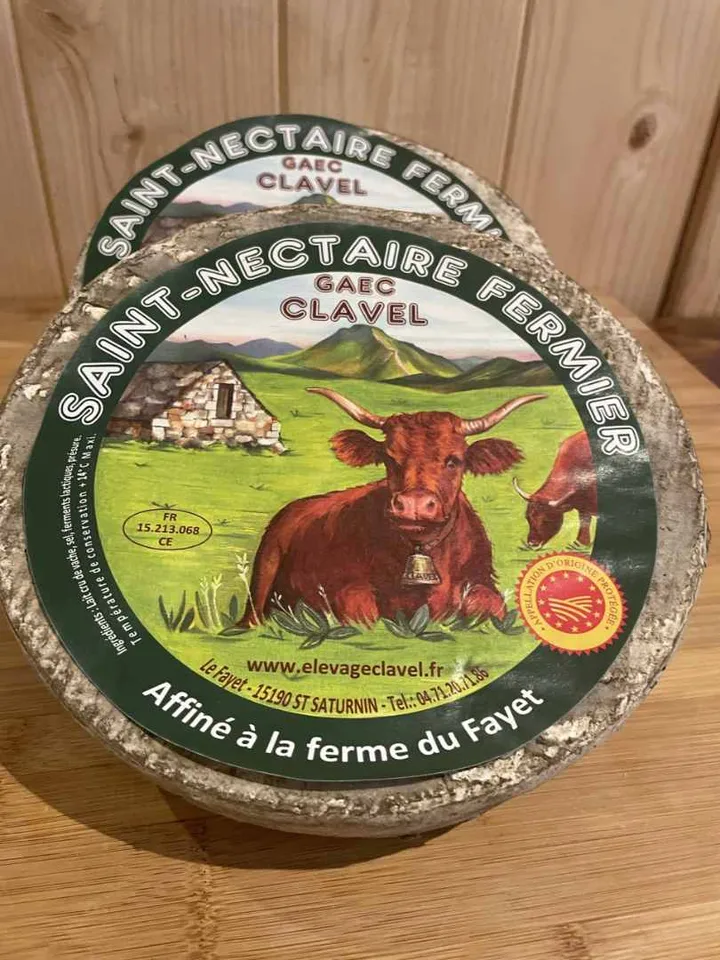 SAINT-NECTAIRE FERM
GAEC
CLAVEL
SAINT-NECTAIRE FERMIER
GAEC
CLAVEL
Ingrédients : Lait cru de vache, sel, ferments lactiques, présure.
Température de conservation +14°C Maxi.
FR
15.213.068
CE
CLAVEL
APPELLATION D'ORIGINE PROTÉGÉE
www.elevageclavel.fr
Le Fayet - 15190 ST SATURNIN - Tel.: 04.71.20.71.86
Affiné à la ferme du Fayet